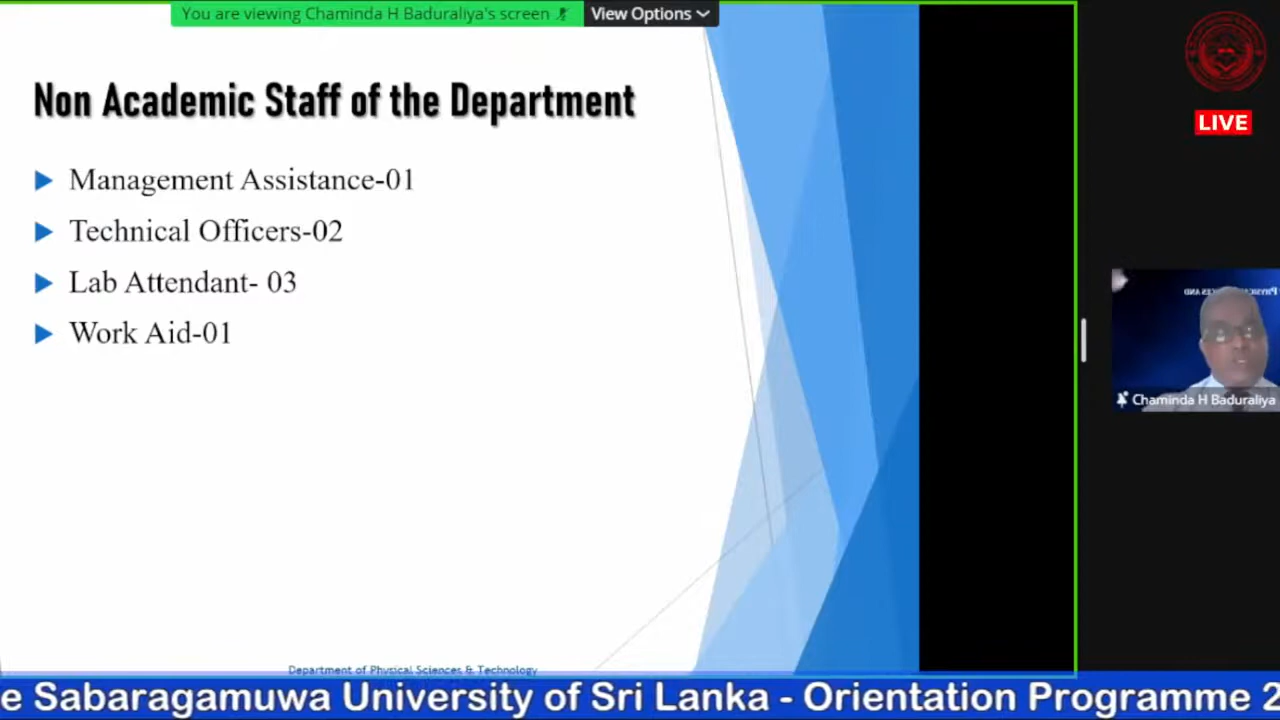 You are viewing Chaminda H Baduraliya's screen
View Options
LIVE
Non Academic Staff of the Department
Management Assistance-01
Technical Officers-02
Lab Attendant- 03
Work Aid-01
Chaminda H Baduraliya
Department of Physical Sciences & Technology
e Sabaragamuwa University of Sri Lanka - Orientation Programme 2